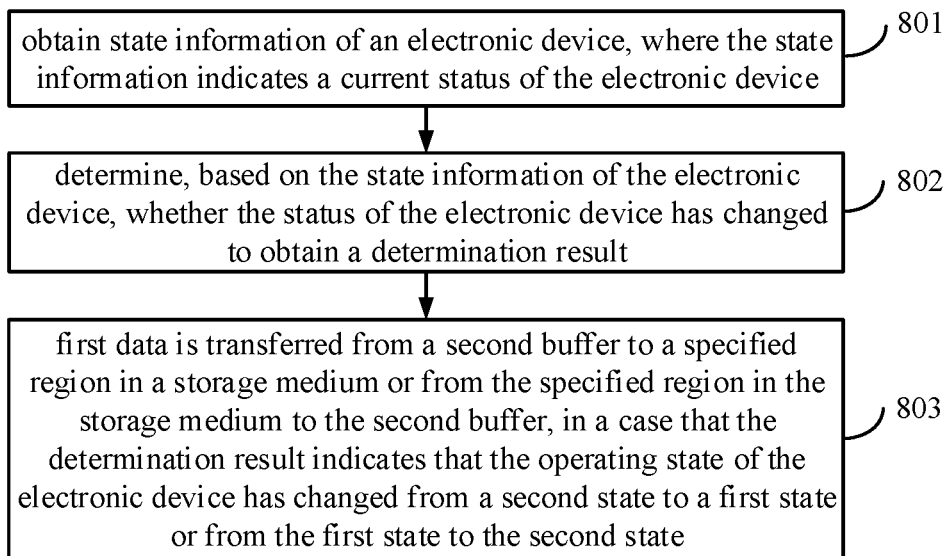 obtain state information of an electronic device, where the state
information indicates a current status of the electronic device
801
determine, based on the state information of the electronic
device, whether the status of the electronic device has changed
to obtain a determination result
802
first data is transferred from a second buffer to a specified
region in a storage medium or from the specified region in the
storage medium to the second buffer, in a case that the
determination result indicates that the operating state of the
electronic device has changed from a second state to a first state
or from the first state to the second state
803